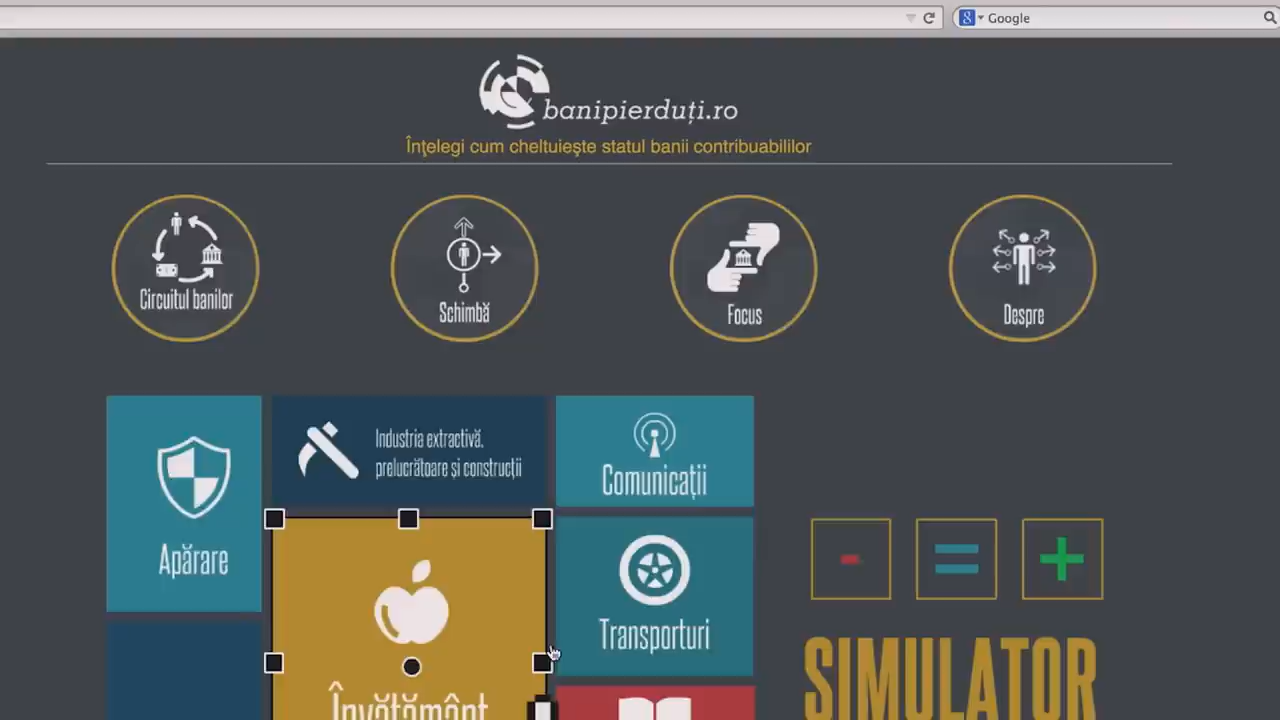 Google
banipierduți.ro
Înțelegi cum cheltuiește statul banii contribuabililor
Circuitul banilor
Schimbă
Focus
Despre
Industria extractivă,
prelucrătoare și construcții
Comunicații
Apărare
Transporturi
Învățământ
SIMULATOR